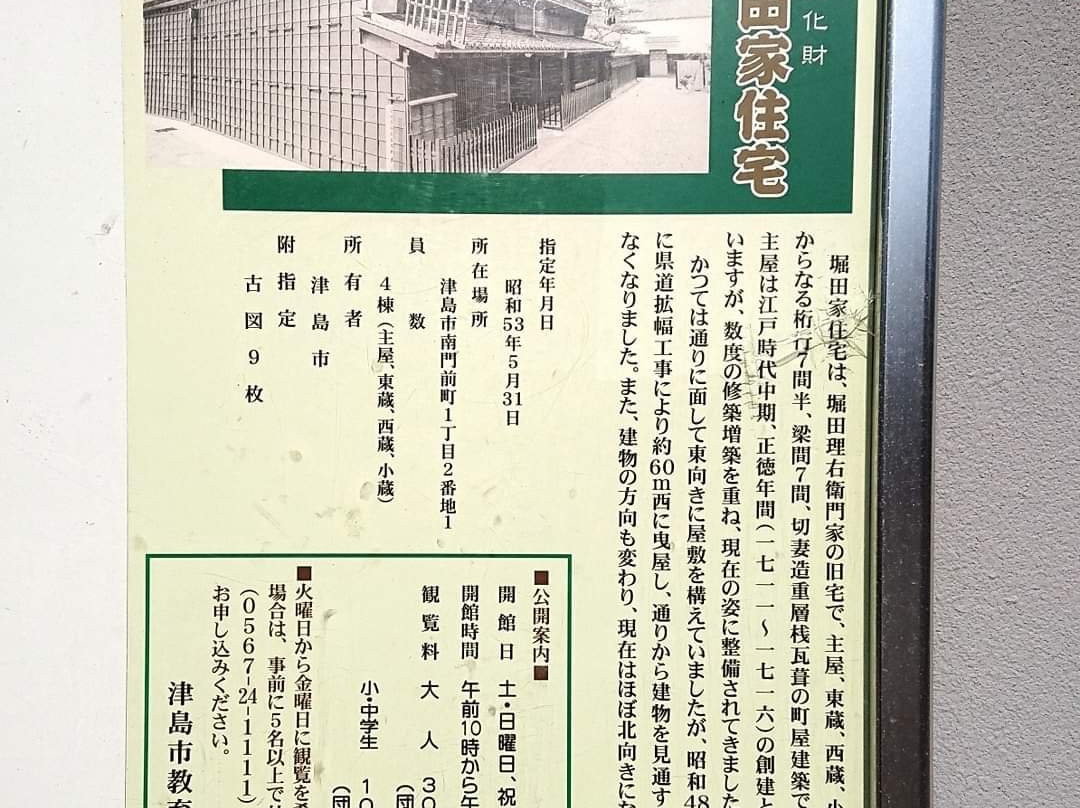 化財
田家住宅
堀田家住宅は、堀田理右衛門家の旧宅で、主屋、東蔵、西蔵、小
からなる桁行7間半、梁間7間、切妻造重層桟瓦葺の町屋建築で
主屋は江戸時代中期、正徳年間(一七一一～一七一六)の創建と
いますが、数度の修築増築を重ね、現在の姿に整備されてきました
かつては通りに面して東向きに屋敷を構えていましたが、昭和48
に県道拡幅工事により約60m西に曳屋し、通りから建物を見通す
なくなりました。また、建物の方向も変わり、現在はほぼ北向きに
指定年月日
昭和53年5月31日
所在場所
津島市南門前町1丁目2番地1
員数
4棟(主屋、東蔵、西蔵、小蔵)
所有者
津島市
附指定
古図9枚
■公開案内■
開館日 土・日曜日、祝
開館時間 午前10時から午
観覧料 大人 30
(団
小・中学生 10
(団
■火曜日から金曜日に観覧を
場合は、事前に5名以上で
(0567-24-1111)
お申し込みください。
津島市教育